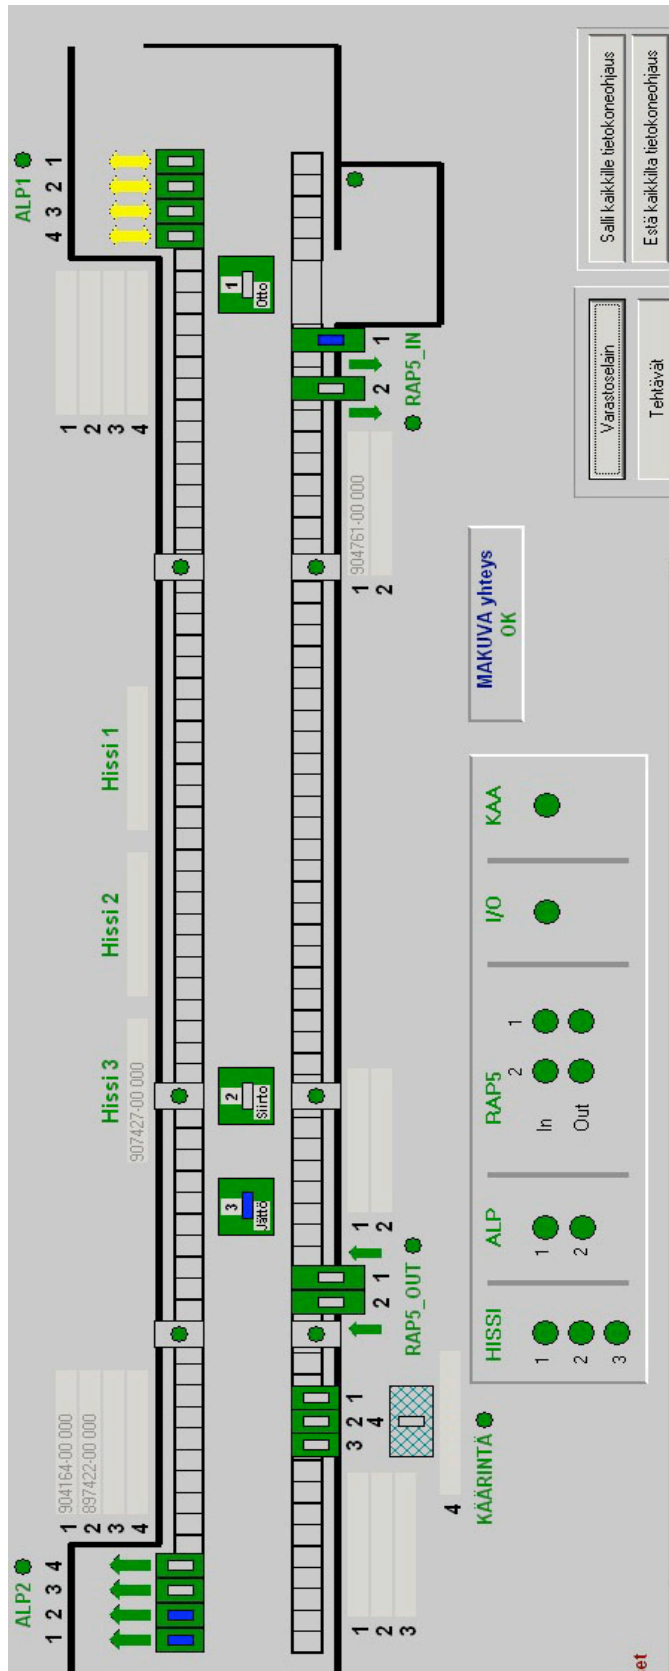 ALP2
1 2 3 4
1 904164-00 000
2 897422-00 000
3
4
Hissi 3
907427-00 000
Hissi 2
Hissi 1
ALP1
4 3 2 1
1
2
3
4
3
Jättö
2
Siirto
1
Otto
3 2 1
4
1
2
3
4
KÄÄRINTÄ
2 1
RAP5_OUT
1
2
2 1
RAP5_IN
1 904761-00 000
2
HISSI
1
2
3
ALP
1
2
RAP5
2 1
In
Out
I/O
KAA
MAKUVA yhteys
OK
Varastoselain
Tehtävät
Salli kaikkille tietokoneohjaus
Estä kaikkilta tietokoneohjaus
et